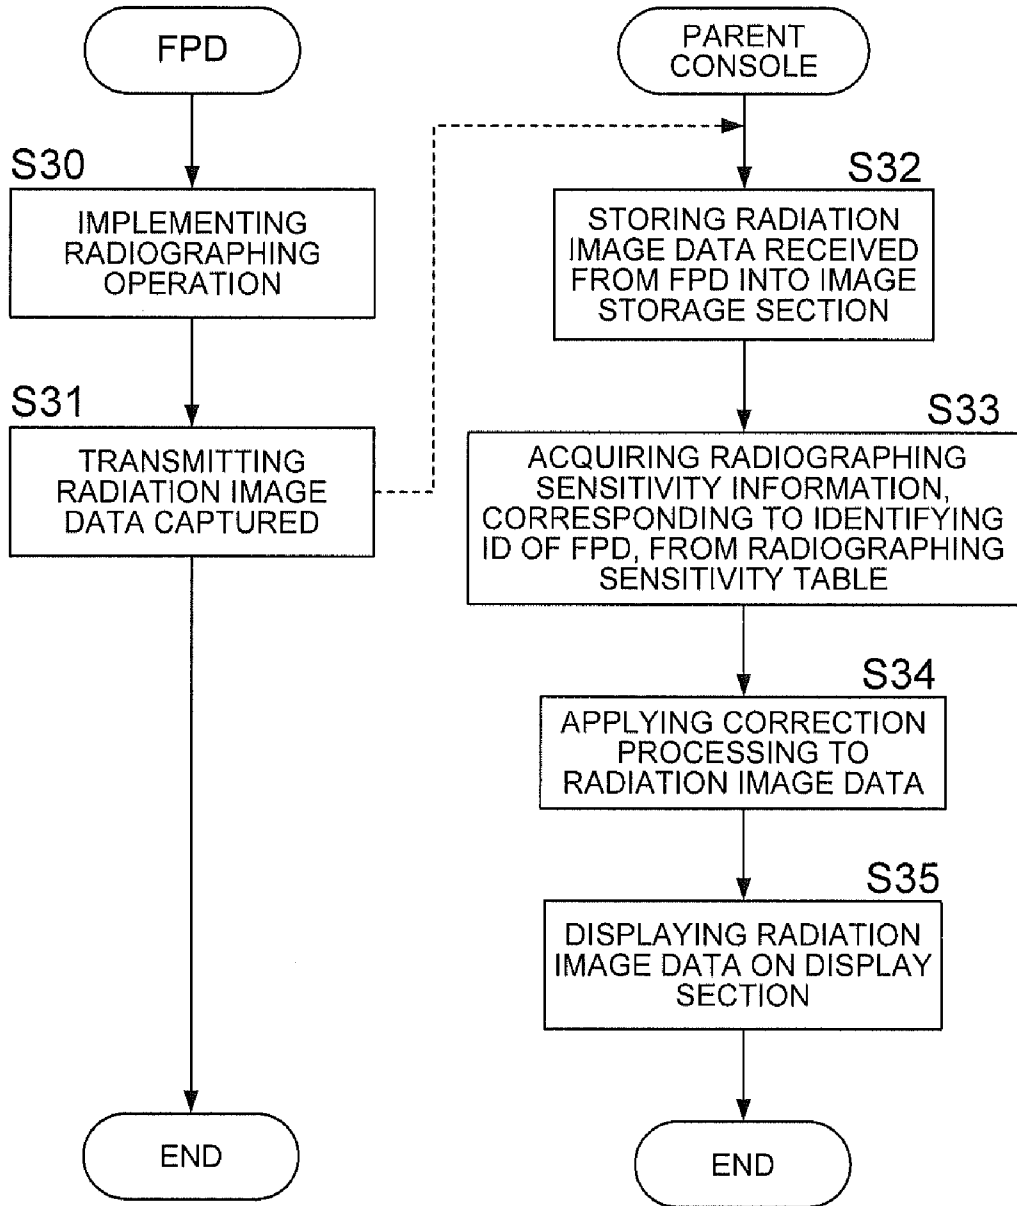 FPD
S30
IMPLEMENTING
RADIOGRAPHING
OPERATION
S31
TRANSMITTING
RADIATION IMAGE
DATA CAPTURED
END
PARENT
CONSOLE
S32
STORING RADIATION
IMAGE DATA RECEIVED
FROM FPD INTO IMAGE
STORAGE SECTION
S33
ACQUIRING RADIOGRAPHING
SENSITIVITY INFORMATION,
CORRESPONDING TO IDENTIFYING
ID OF FPD, FROM RADIOGRAPHING
SENSITIVITY TABLE
S34
APPLYING CORRECTION
PROCESSING TO
RADIATION IMAGE DATA
S35
DISPLAYING RADIATION
IMAGE DATA ON DISPLAY
SECTION
END